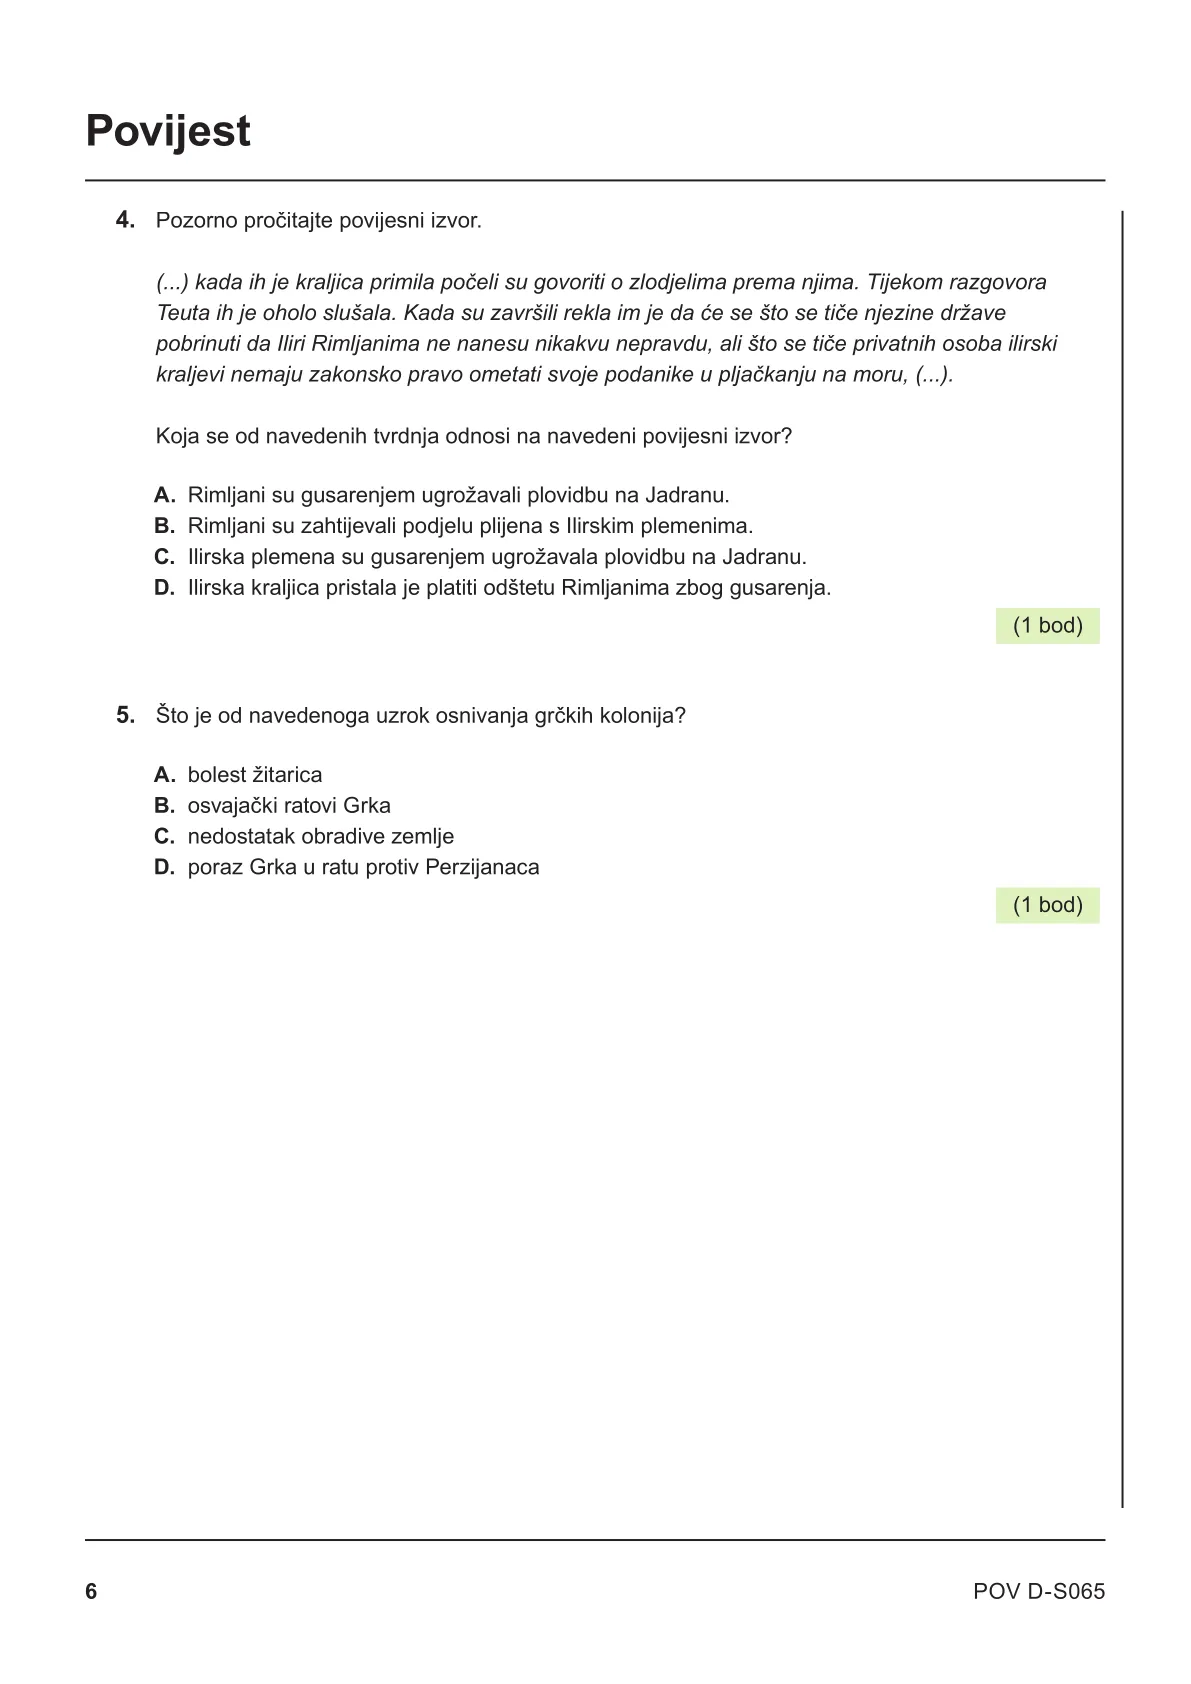 Povijest
4. Pozorno pročitajte povijesni izvor.
(...) kada ih je kraljica primila počeli su govoriti o zlodjelima prema njima. Tijekom razgovora
Teuta ih je oholo slušala. Kada su završili rekla im je da će se što se tiče njezine države
pobrinuti da Iliri Rimljanima ne nanesu nikakvu nepravdu, ali što se tiče privatnih osoba ilirski
kraljevi nemaju zakonsko pravo ometati svoje podanike u pljačkanju na moru, (...).
Koja se od navedenih tvrdnja odnosi na navedeni povijesni izvor?
A. Rimljani su gusarenjem ugrožavali plovidbu na Jadranu.
B. Rimljani su zahtijevali podjelu plijena s Ilirskim plemenima.
C. Ilirska plemena su gusarenjem ugrožavala plovidbu na Jadranu.
D. Ilirska kraljica pristala je platiti odštetu Rimljanima zbog gusarenja.
(1 bod)
5. Što je od navedenoga uzrok osnivanja grčkih kolonija?
A. bolest žitarica
B. osvajački ratovi Grka
C. nedostatak obradive zemlje
D. poraz Grka u ratu protiv Perzijanaca
(1 bod)
6 POV D-S065